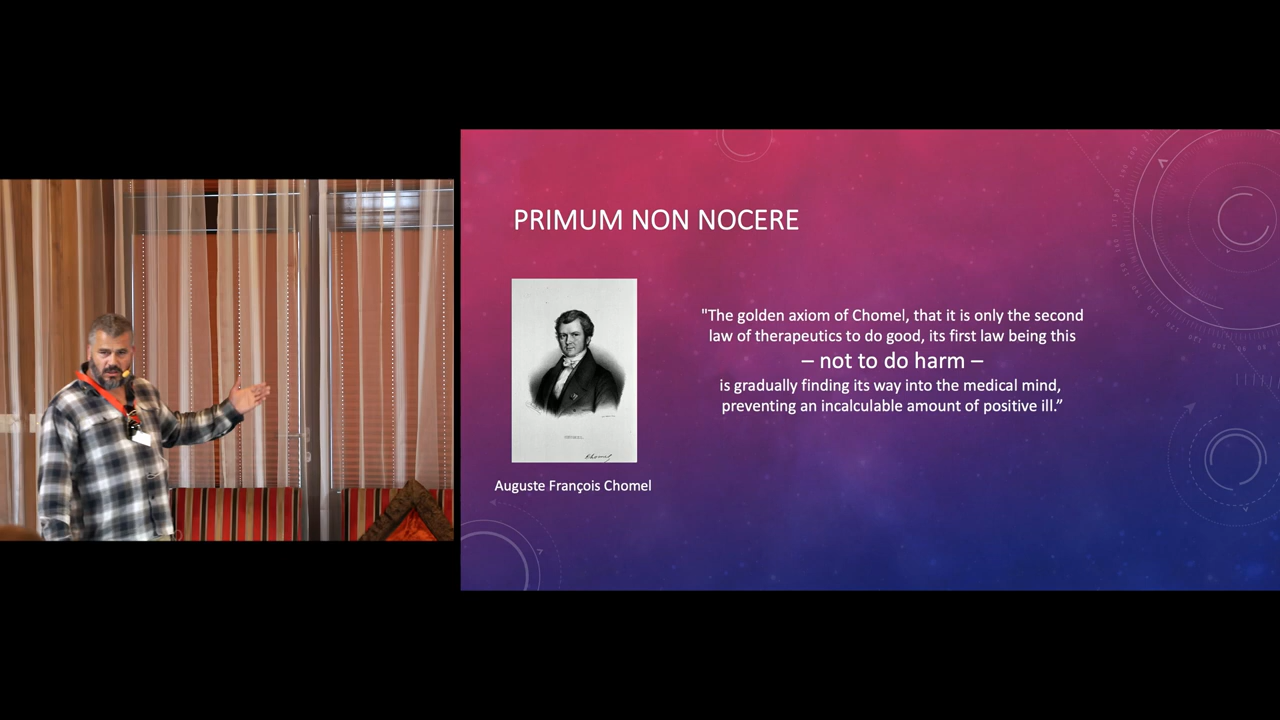 PRIMUM NON NOCERE
"The golden axiom of Chomel, that it is only the second
law of therapeutics to do good, its first law being this
– not to do harm –
is gradually finding its way into the medical mind,
preventing an incalculable amount of positive ill.”
CHOMEL
Chomel
Auguste François Chomel